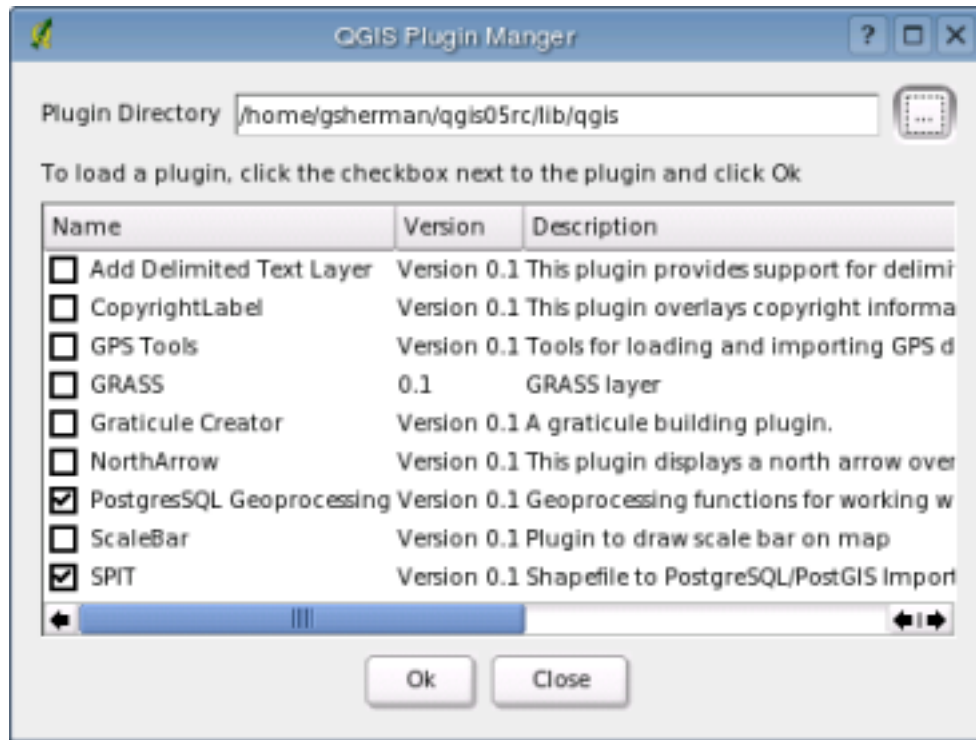 QGIS Plugin Manger
Plugin Directory /home/gsherman/qgis05rc/lib/qgis ...
To load a plugin, click the checkbox next to the plugin and click Ok
Name Version Description
Add Delimited Text Layer Version 0.1 This plugin provides support for delimi
CopyrightLabel Version 0.1 This plugin overlays copyright informa
GPS Tools Version 0.1 Tools for loading and importing GPS d
GRASS 0.1 GRASS layer
Graticule Creator Version 0.1 A graticule building plugin.
NorthArrow Version 0.1 This plugin displays a north arrow over
PostgresSQL Geoprocessing Version 0.1 Geoprocessing functions for working w
ScaleBar Version 0.1 Plugin to draw scale bar on map
SPIT Version 0.1 Shapefile to PostgreSQL/PostGIS Import
Ok Close